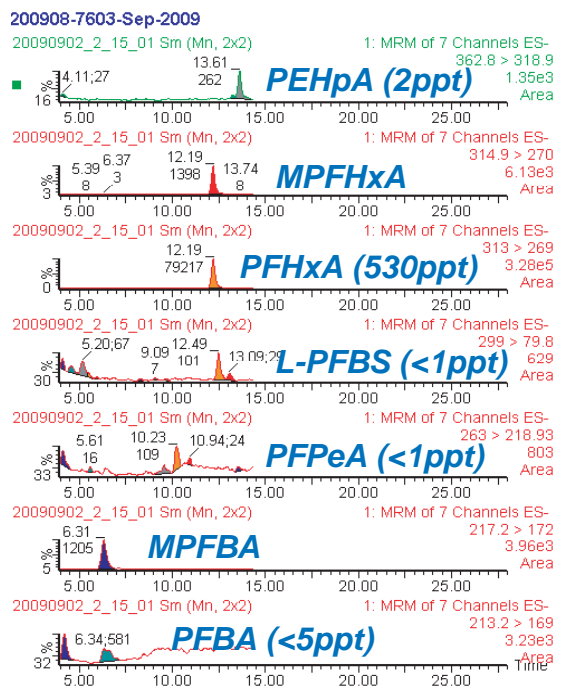 200908-7603-Sep-2009
20090902_2_15_01 Sm (Mn, 2x2) 1: MRM of 7 Channels ES-
362.8 > 318.9
1.35e3
Area
4.11;27 13.61
262
PEHpA (2ppt)
%
16
5.00 10.00 15.00 20.00 25.00
20090902_2_15_01 Sm (Mn, 2x2) 1: MRM of 7 Channels ES-
314.9 > 270
6.13e3
Area
5.39
8
6.37
3
12.19
1398
13.74
8
MPFHxA
%
3
5.00 10.00 15.00 20.00 25.00
20090902_2_15_01 Sm (Mn, 2x2) 1: MRM of 7 Channels ES-
313 > 269
3.28e5
Area
12.19
79217
PFHxA (530ppt)
%
0
5.00 10.00 15.00 20.00 25.00
20090902_2_15_01 Sm (Mn, 2x2) 1: MRM of 7 Channels ES-
299 > 79.8
629
Area
5.20;67
9.09
7
12.49
101
L-PFBS (<1ppt)
%
30
5.00 10.00 15.00 20.00 25.00
20090902_2_15_01 Sm (Mn, 2x2) 1: MRM of 7 Channels ES-
263 > 218.93
803
Area
5.61
16
10.23
109
10.94;24
PFPeA (<1ppt)
%
33
5.00 10.00 15.00 20.00 25.00
20090902_2_15_01 Sm (Mn, 2x2) 1: MRM of 7 Channels ES-
217.2 > 172
3.96e3
Area
6.31
1205
MPFBA
%
5
5.00 10.00 15.00 20.00 25.00
20090902_2_15_01 Sm (Mn, 2x2) 1: MRM of 7 Channels ES-
213.2 > 169
3.23e3
Area
6.34;581
PFBA (<5ppt)
%
32
Time
5.00 10.00 15.00 20.00 25.00